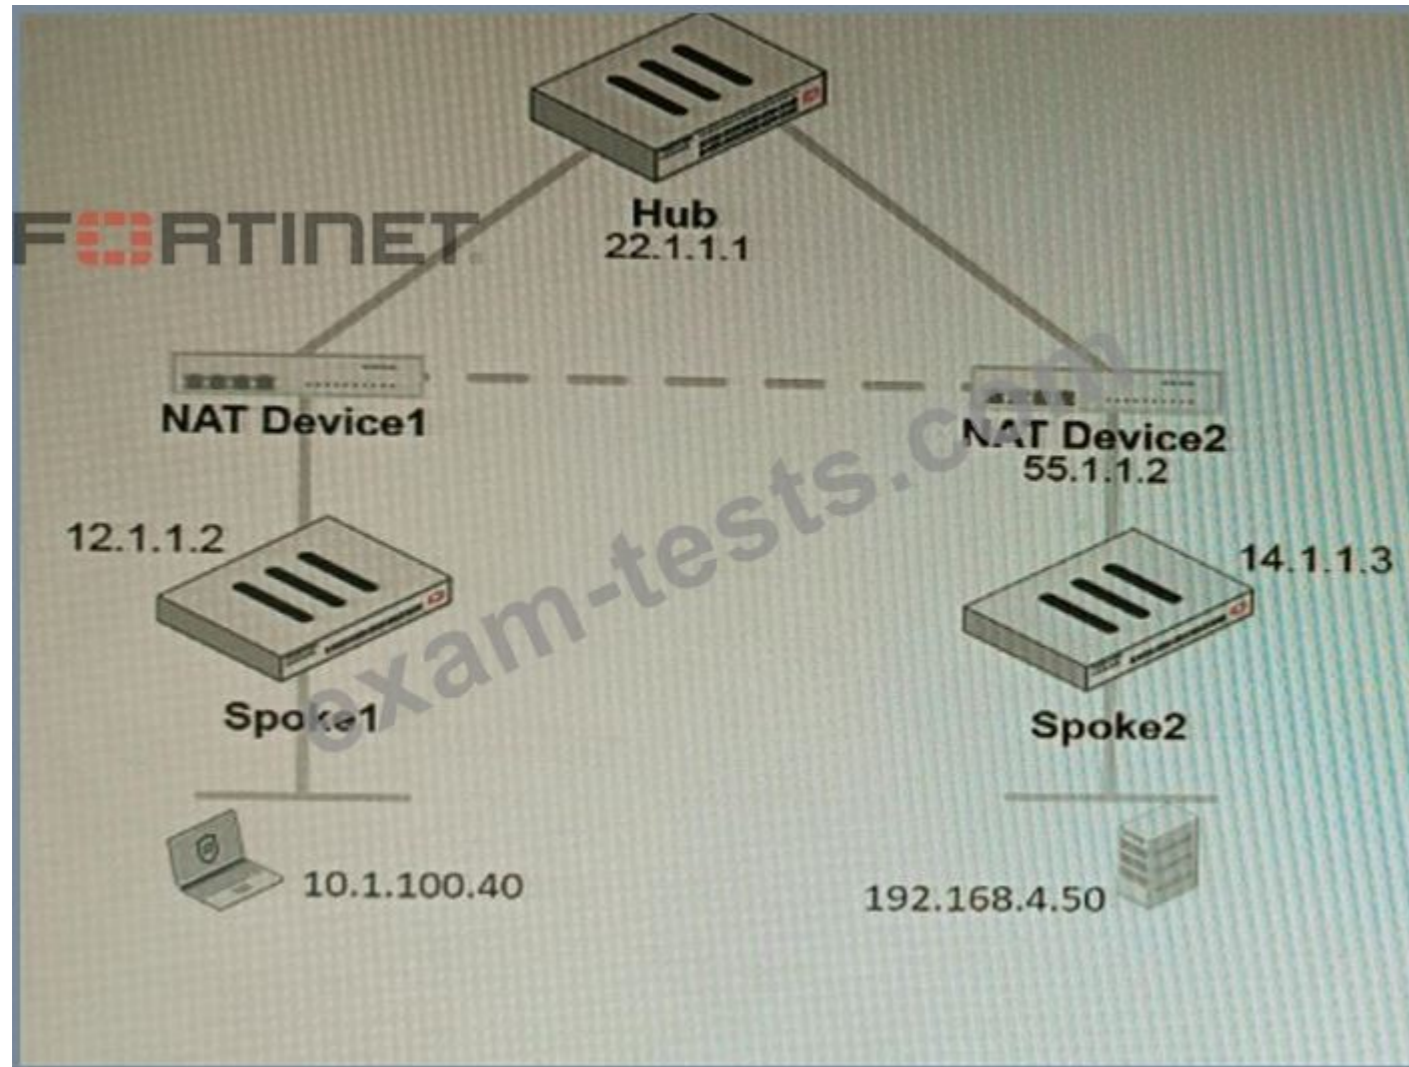 Hub
22.1.1.1
FORTINET
NAT Device1
NAT Device2
55.1.1.2
12.1.1.2
14.1.1.3
exam-tests.com
Spoke1
Spoke2
10.1.100.40
192.168.4.50